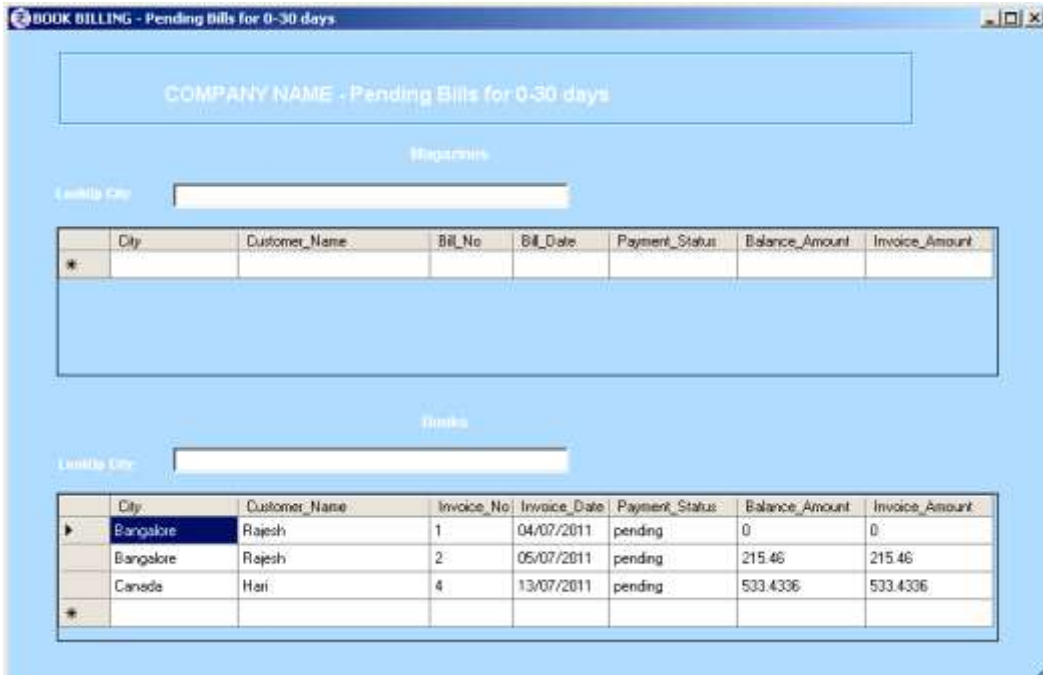 BOOK BILLING - Pending Bills for 0-30 days
COMPANY NAME - Pending Bills for 0-30 days
Magazines
LookUp City
City Customer_Name Bill_No Bill_Date Payment_Status Balance_Amount Invoice_Amount
Books
LookUp City
City Customer_Name Invoice_No Invoice_Date Payment_Status Balance_Amount Invoice_Amount
Bangalore Rajesh 1 04/07/2011 pending 0 0
Bangalore Rajesh 2 05/07/2011 pending 215.46 215.46
Canada Hari 4 13/07/2011 pending 533.4336 533.4336